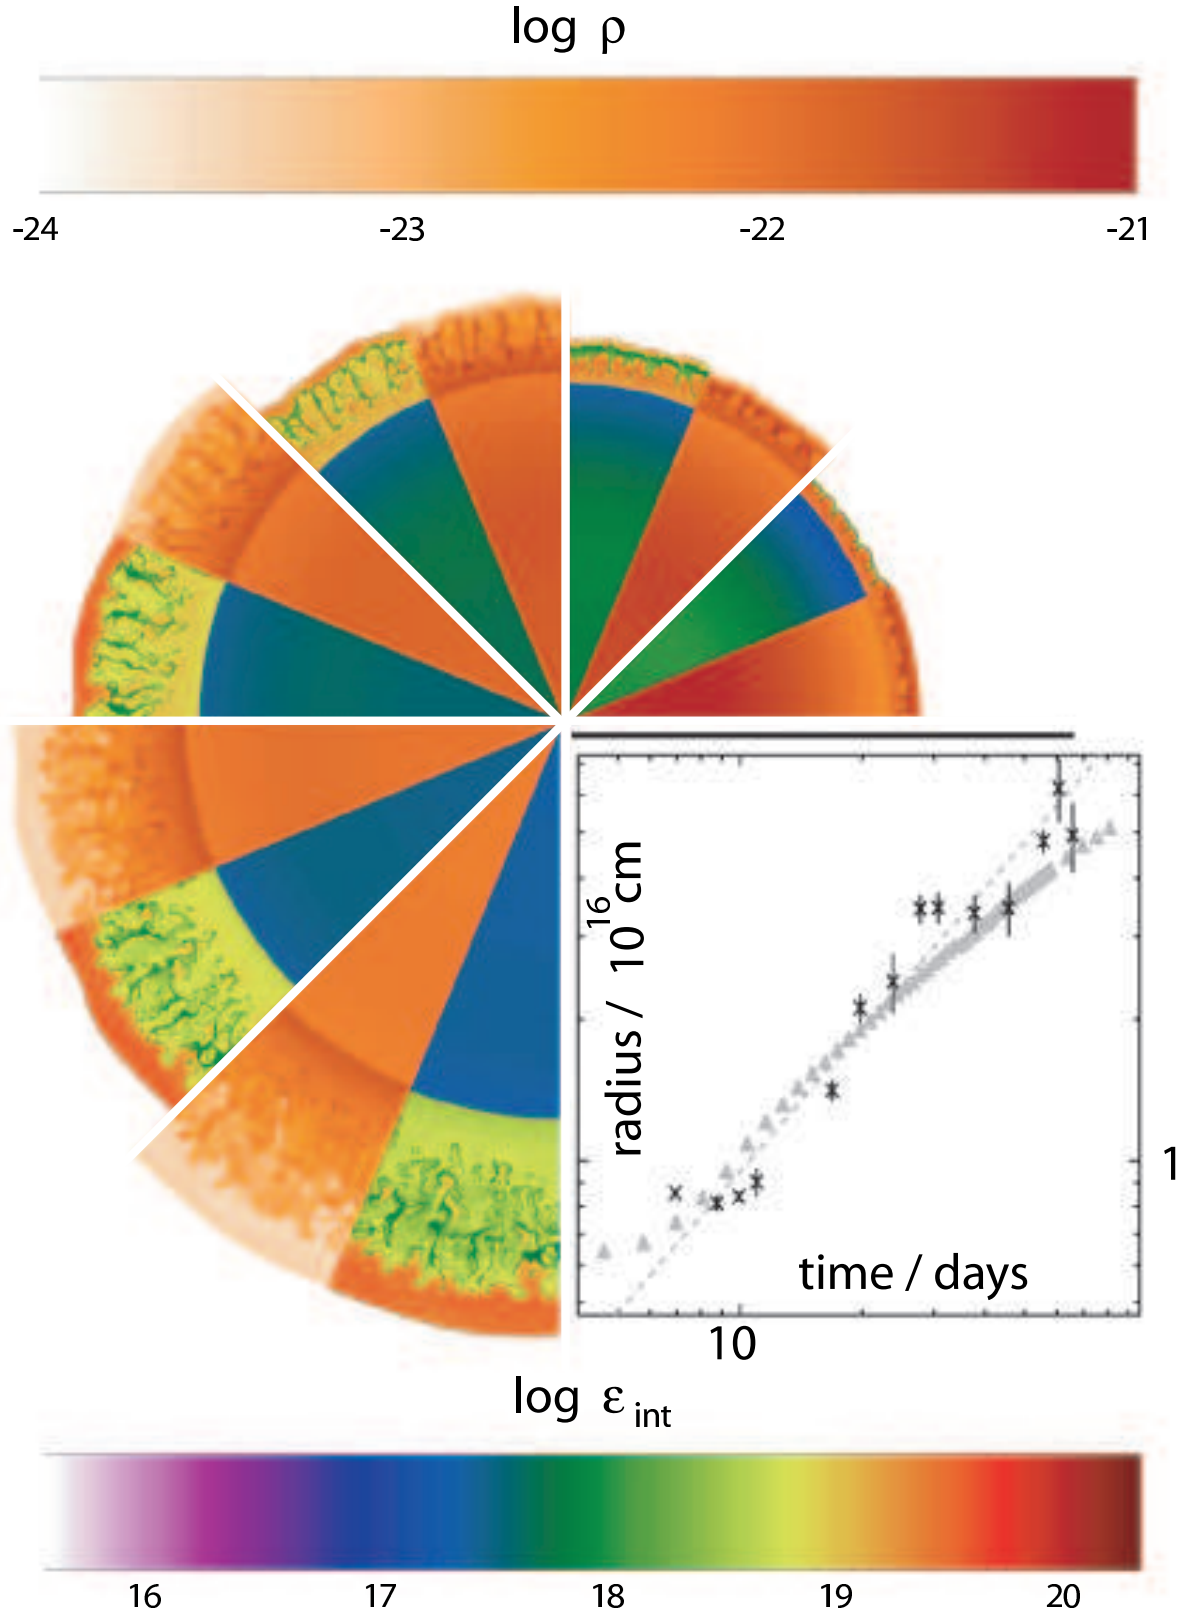 log ρ
-24 -23 -22 -21
radius / 10^16 cm
1
time / days
10
log ε int
16 17 18 19 20